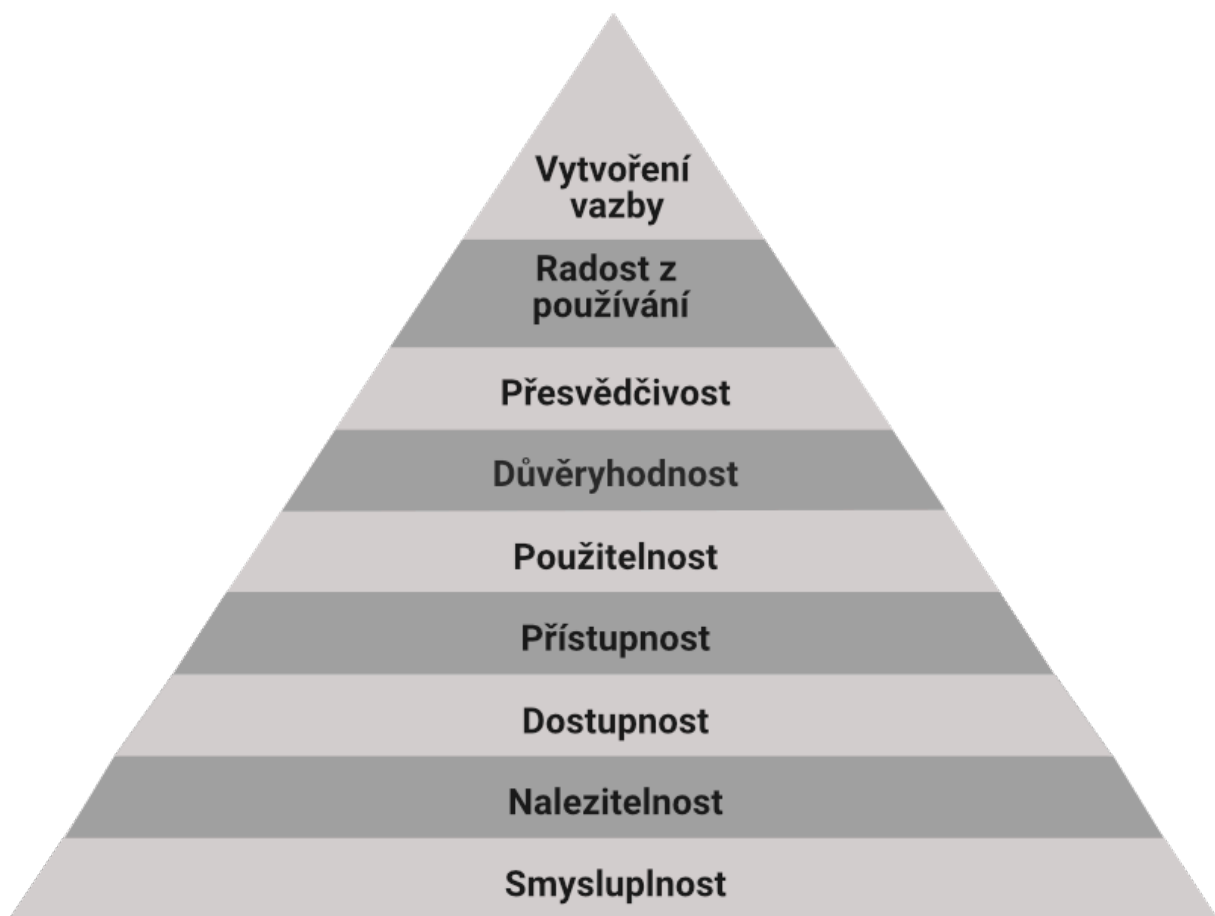 Vytvoření
vazby
Radost z
používání
Přesvědčivost
Důvěryhodnost
Použitelnost
Přístupnost
Dostupnost
Nalezitelnost
Smysluplnost